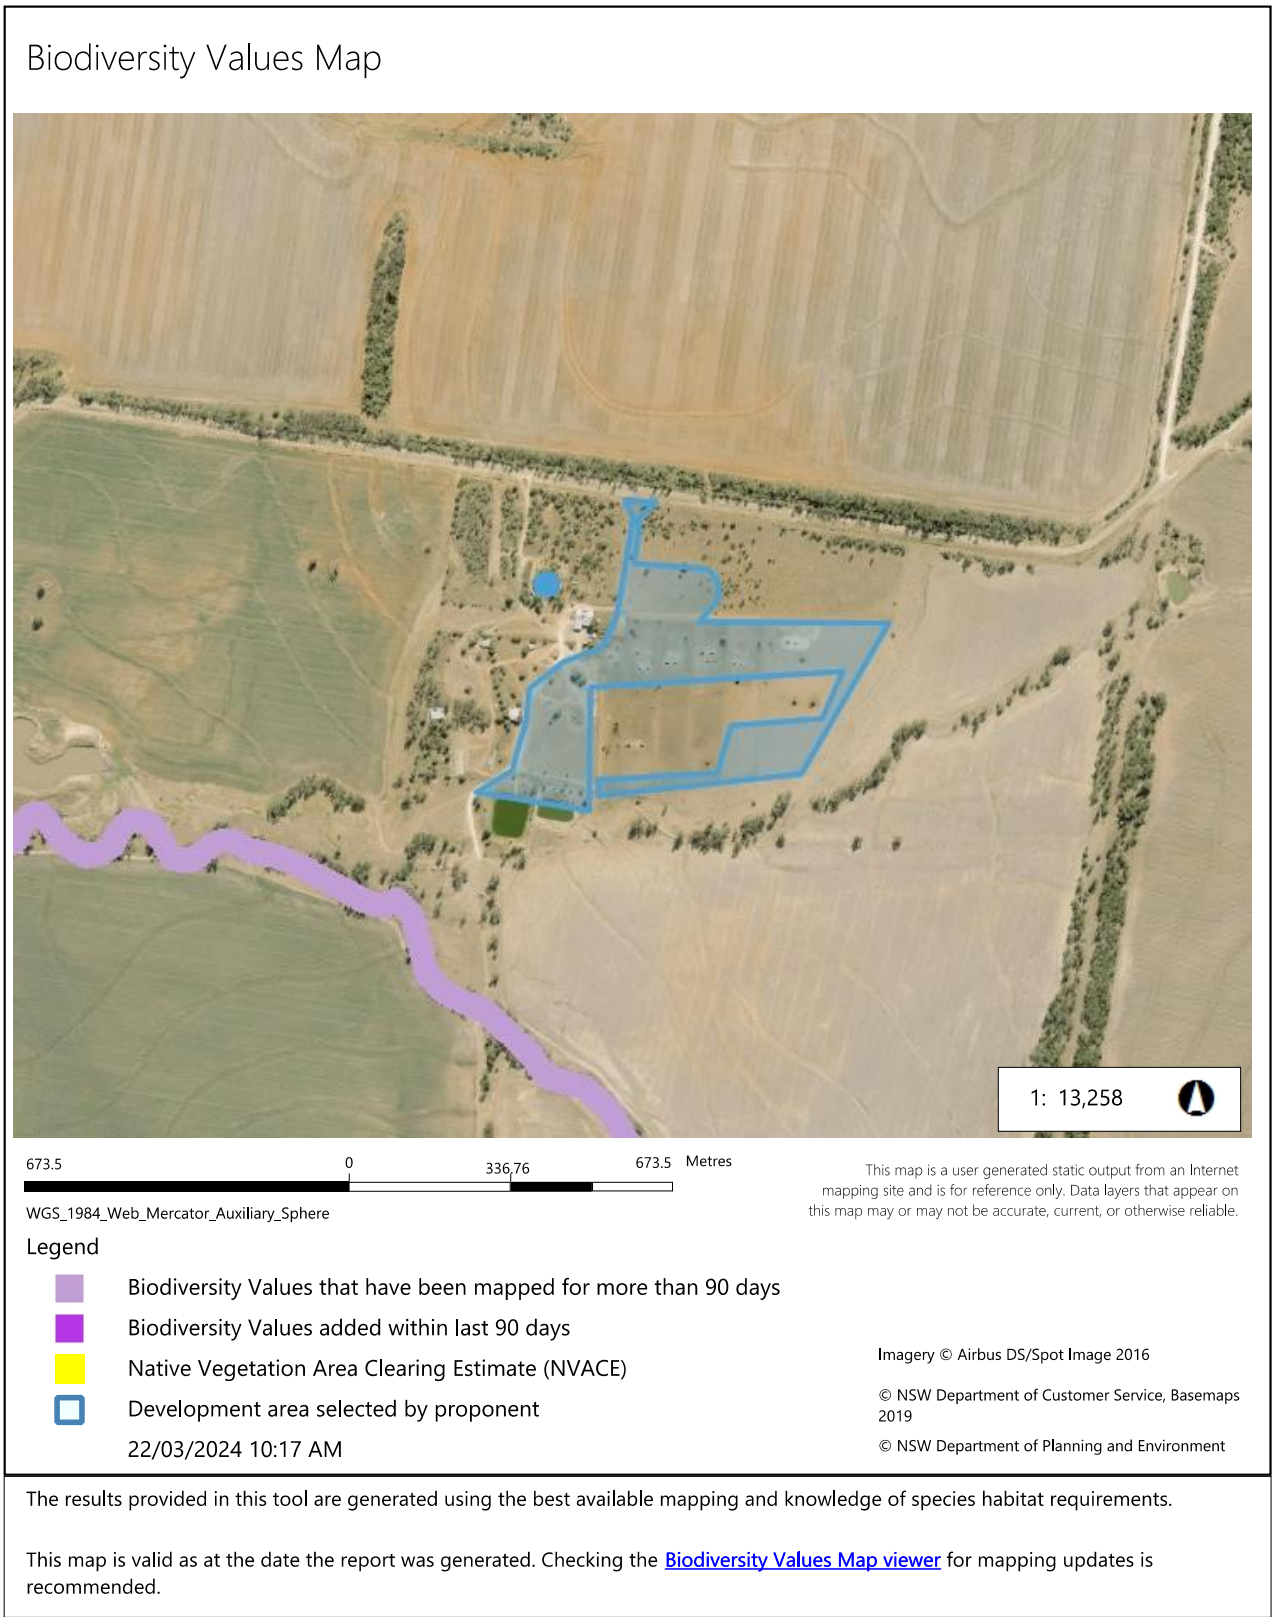 Biodiversity Values Map
1: 13,258
673.5
0
336.76
673.5
Metres
WGS_1984_Web_Mercator_Auxiliary_Sphere
This map is a user generated static output from an Internet
mapping site and is for reference only. Data layers that appear on
this map may or may not be accurate, current, or otherwise reliable.
Legend
Biodiversity Values that have been mapped for more than 90 days
Biodiversity Values added within last 90 days
Native Vegetation Area Clearing Estimate (NVACE)
Development area selected by proponent
22/03/2024 10:17 AM
Imagery © Airbus DS/Spot Image 2016
© NSW Department of Customer Service, Basemaps
2019
© NSW Department of Planning and Environment
The results provided in this tool are generated using the best available mapping and knowledge of species habitat requirements.
This map is valid as at the date the report was generated. Checking the Biodiversity Values Map viewer for mapping updates is
recommended.